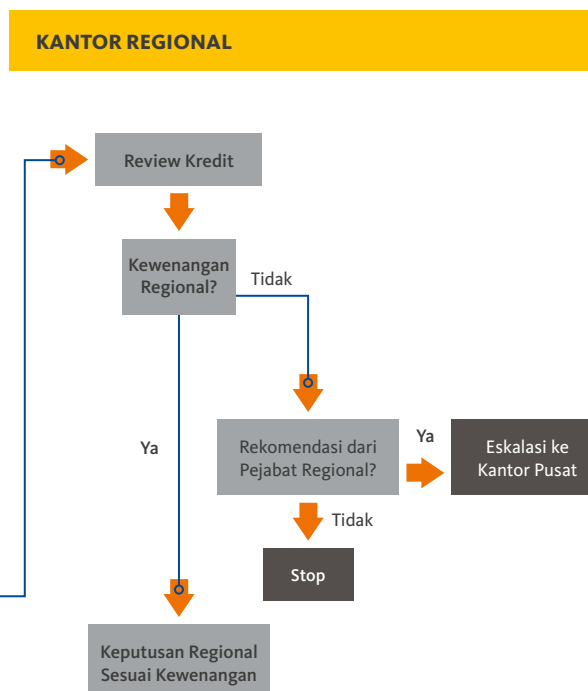 KANTOR REGIONAL
Review Kredit
Kewenangan
Regional?
Tidak
Ya
Rekomendasi dari
Pejabat Regional?
Ya
Eskalasi ke
Kantor Pusat
Tidak
Stop
Keputusan Regional
Sesuai Kewenangan